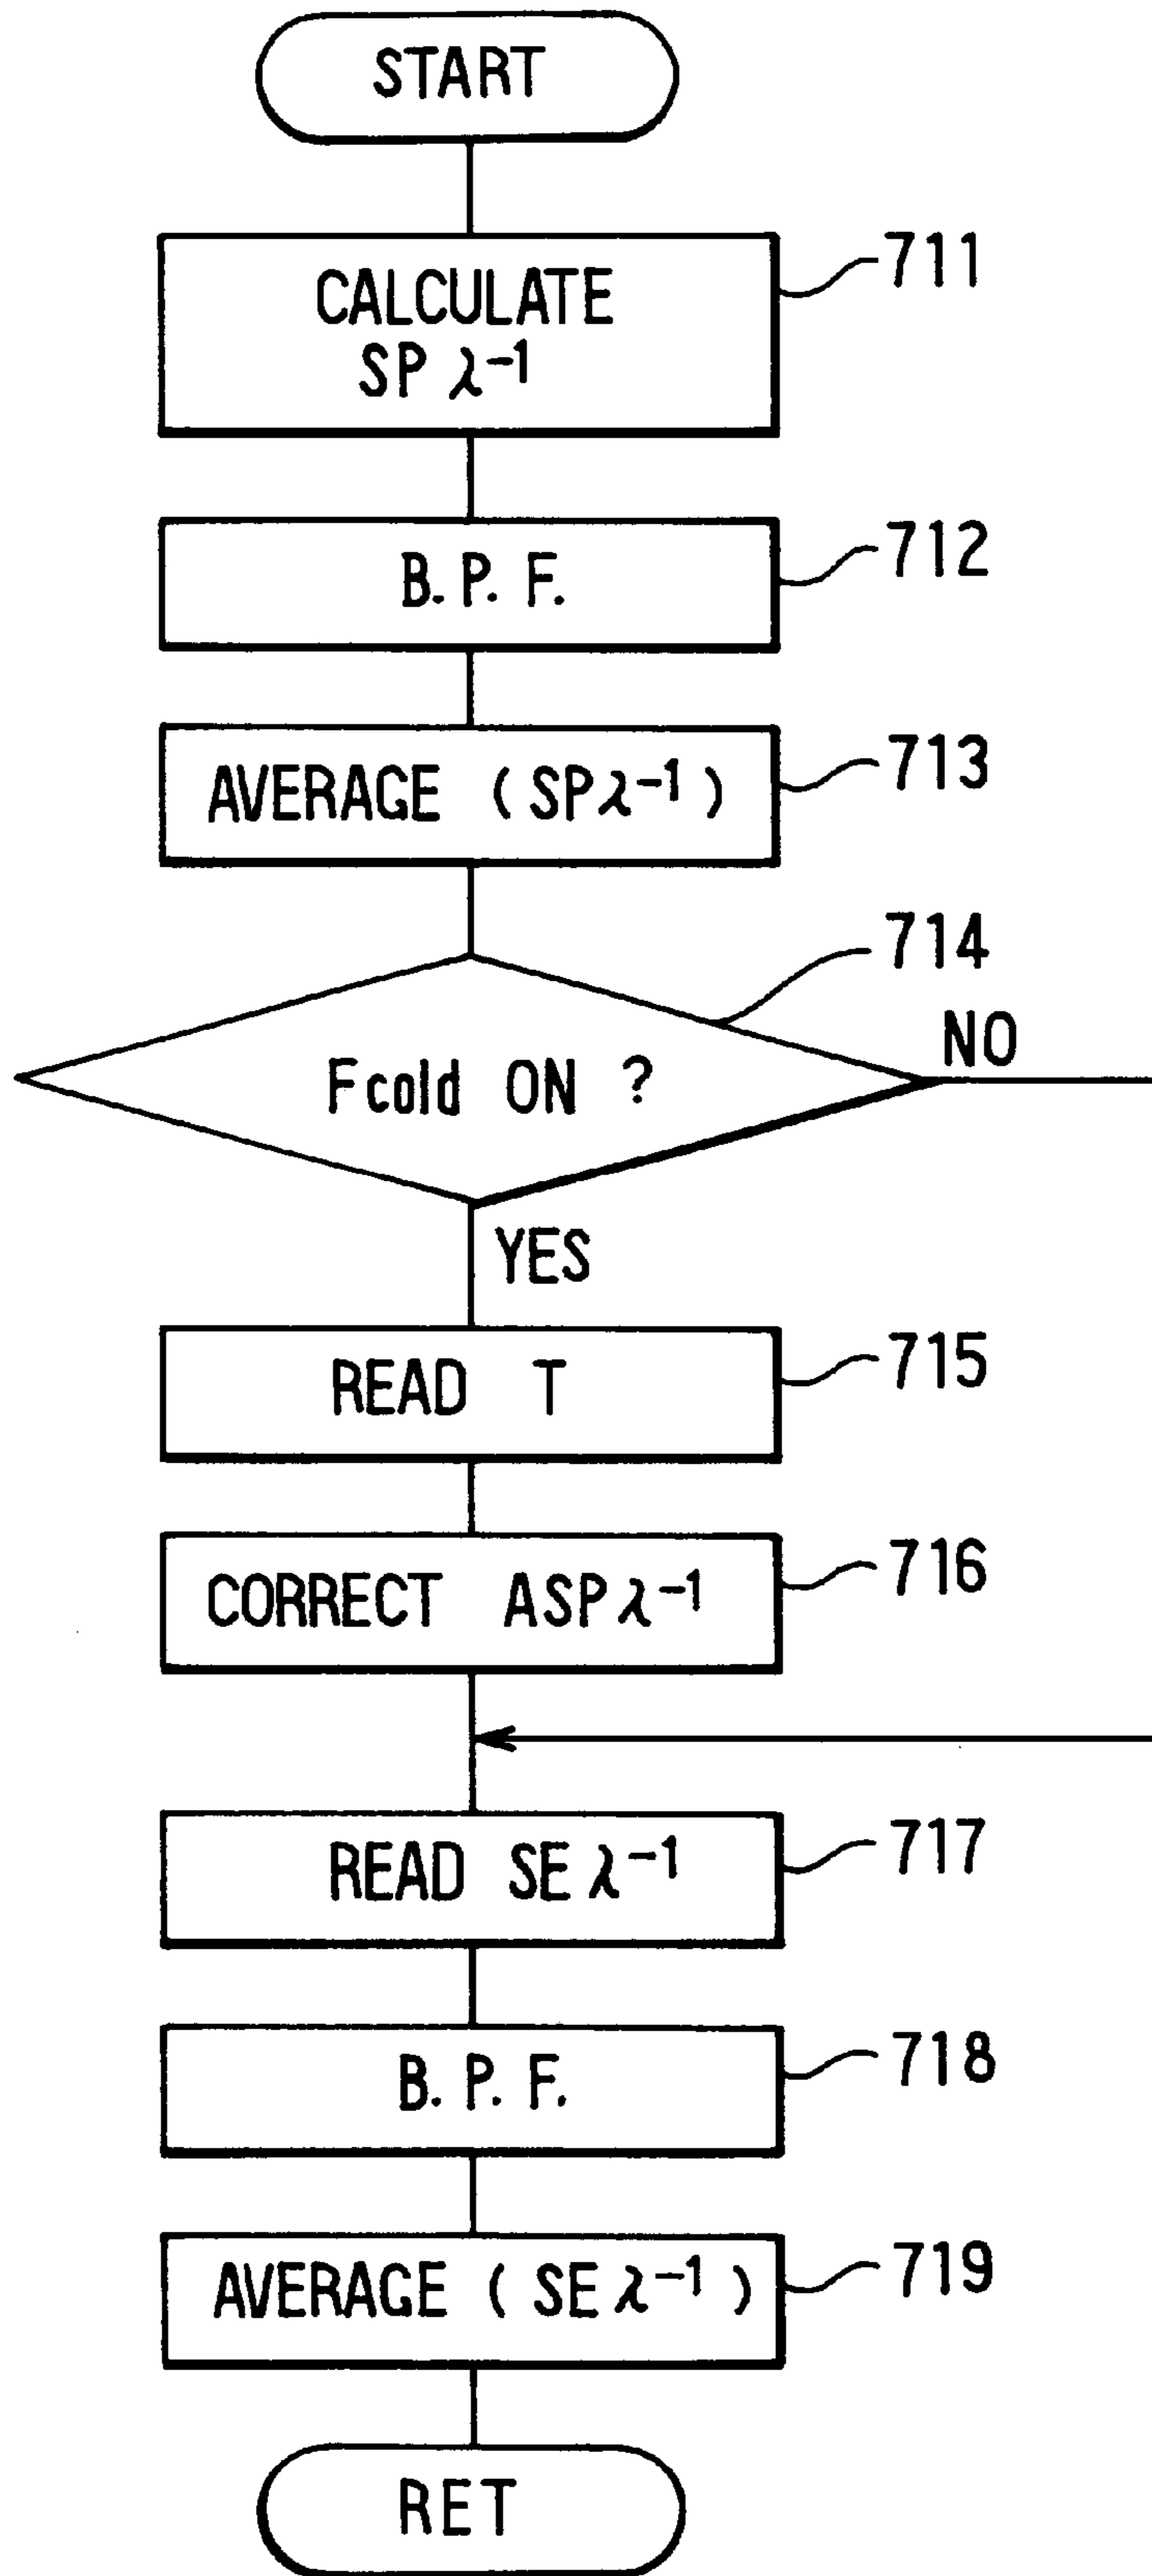 START
CALCULATE
SP λ⁻¹
711
B. P. F.
712
AVERAGE ( SPλ⁻¹ )
713
714
Fcold ON ?
NO
YES
READ T
715
CORRECT ASPλ⁻¹
716
READ SE λ⁻¹
717
B. P. F.
718
AVERAGE ( SE λ⁻¹ )
719
RET